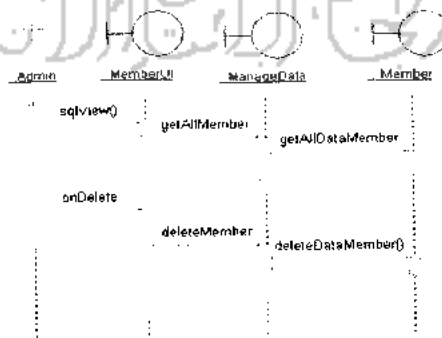 Admin
MemberUI
ManageData
Member
sqlview()
getAllMember
getAllDataMember
onDelete
deleteMember
deleteDataMember()